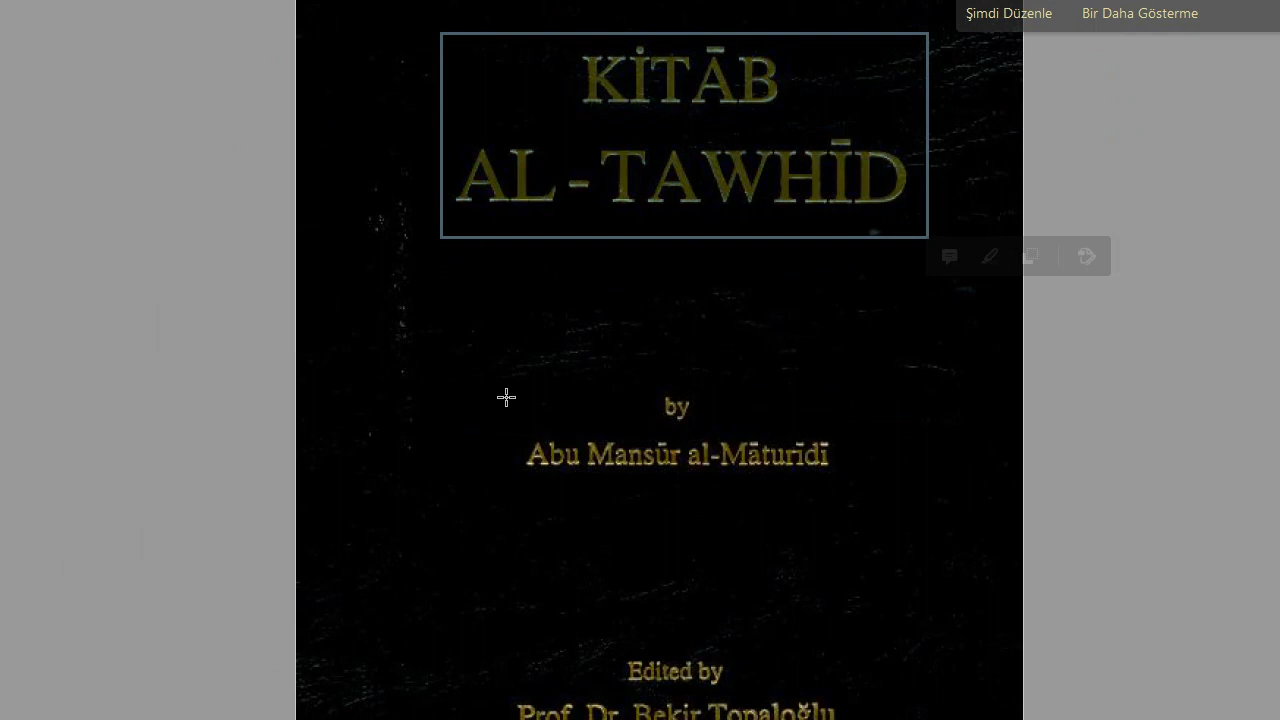 Şimdi Düzenle Bir Daha Gösterme
KİTĀB
AL-TAWHĪD
by
Abu Mansūr al-Māturīdī
Edited by
Prof. Dr. Bekir Topaloğlu